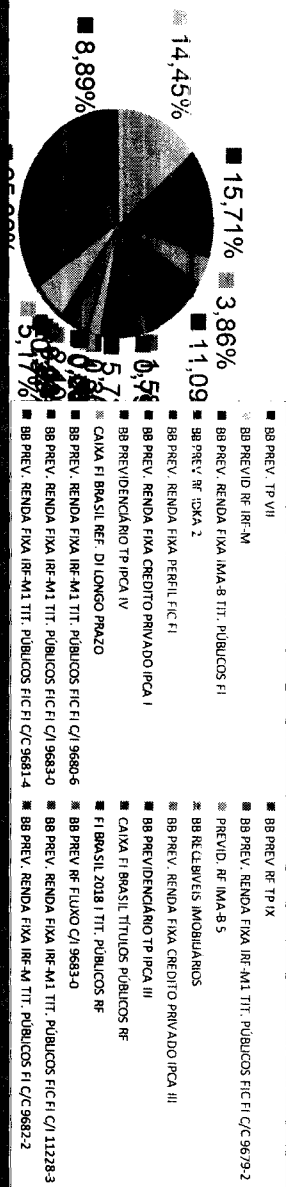 14,45%
15,71%
3,86%
11,09
8,89%
5,17%
BB PREV. TP VII
BB PREV RF TP IX
BB PREVID RF IRF-M
BB PREV. RENDA FIXA IRF-M1 TIT. PÚBLICOS FIC FI C/C 9679-2
BB PREV. RENDA FIXA IMA-B TIT. PÚBLICOS FI
PREVID. RF IMA-B 5
BB PREV RF IDKA 2
BB RECEBIVEIS IMOBILIARIOS
BB PREV. RENDA FIXA PERFIL FIC FI
BB PREV. RENDA FIXA CREDITO PRIVADO IPCA III
BB PREV. RENDA FIXA CREDITO PRIVADO IPCA I
BB PREVIDENCIÁRIO TP IPCA III
BB PREVIDENCIÁRIO TP IPCA IV
CAIXA FI BRASIL TÍTULOS PÚBLICOS RF
CAIXA FI BRASIL REF. DI LONGO PRAZO
FI BRASIL 2018 I TIT. PÚBLICOS RF
BB PREV. RENDA FIXA IRF-M1 TIT. PÚBLICOS FIC FI C/I 9680-6
BB PREV RF FLUXO C/I 9683-0
BB PREV. RENDA FIXA IRF-M1 TIT. PÚBLICOS FIC FI C/I 9683-0
BB PREV. RENDA FIXA IRF-M1 TIT. PÚBLICOS FIC FI C/I 11228-3
BB PREV. RENDA FIXA IRF-M1 TIT. PÚBLICOS FIC FI C/C 9681-4
BB PREV. RENDA FIXA IRF-M TIT. PÚBLICOS FIC FI C/C 9682-2